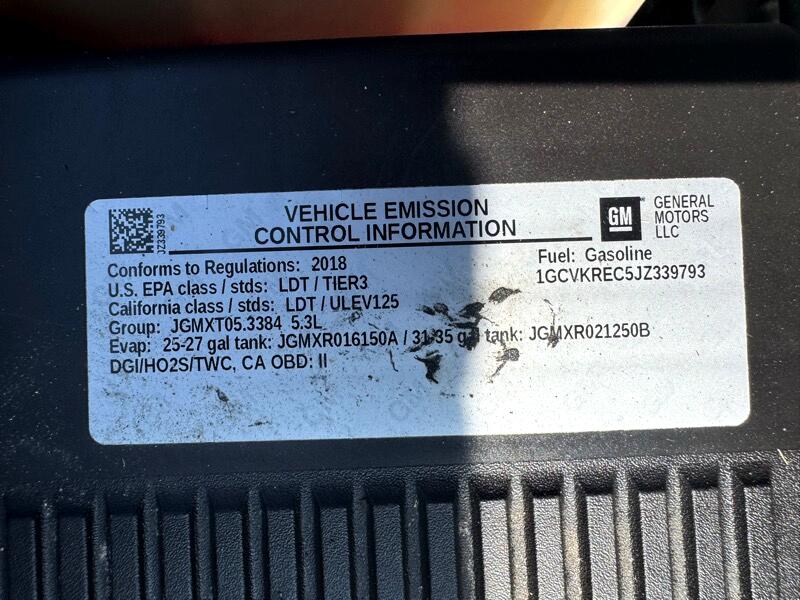 VEHICLE EMISSION
CONTROL INFORMATION
GM
GENERAL
MOTORS
LLC
JZ339793
Conforms to Regulations: 2018
Fuel: Gasoline
U.S. EPA class / stds: LDT / TIER3
1GCVKREC5JZ339793
California class / stds: LDT / ULEV125
Group: JGMXT05.3384 5.3L
Evap: 25-27 gal tank: JGMXR016150A / 31-35 gal tank: JGMXR021250B
DGI/HO2S/TWC, CA OBD: II